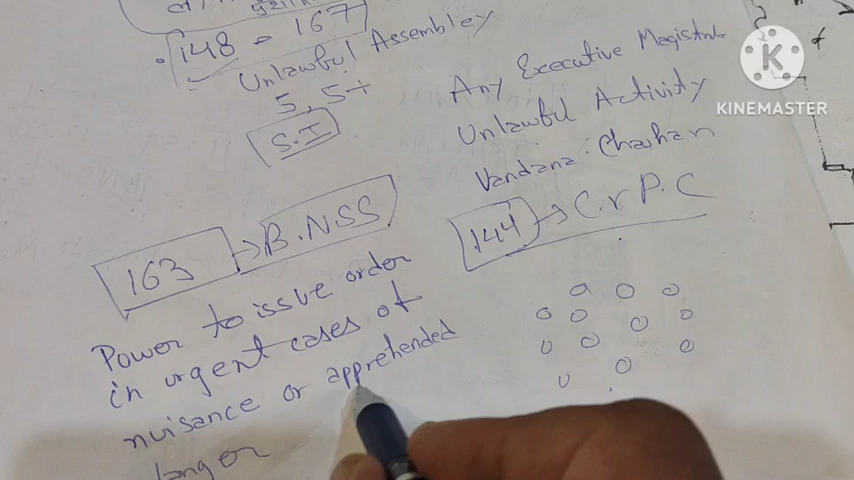 148 = 167
Unlawful Assembley
5, 5+
S.I
Any Executive Magistrate
Unlawful Activity
Vandana Chauhan
163 → B.NSS
144 → C.r P.C
Power to issue order
in urgent cases of
nuisance or apprehended
KINEMASTER